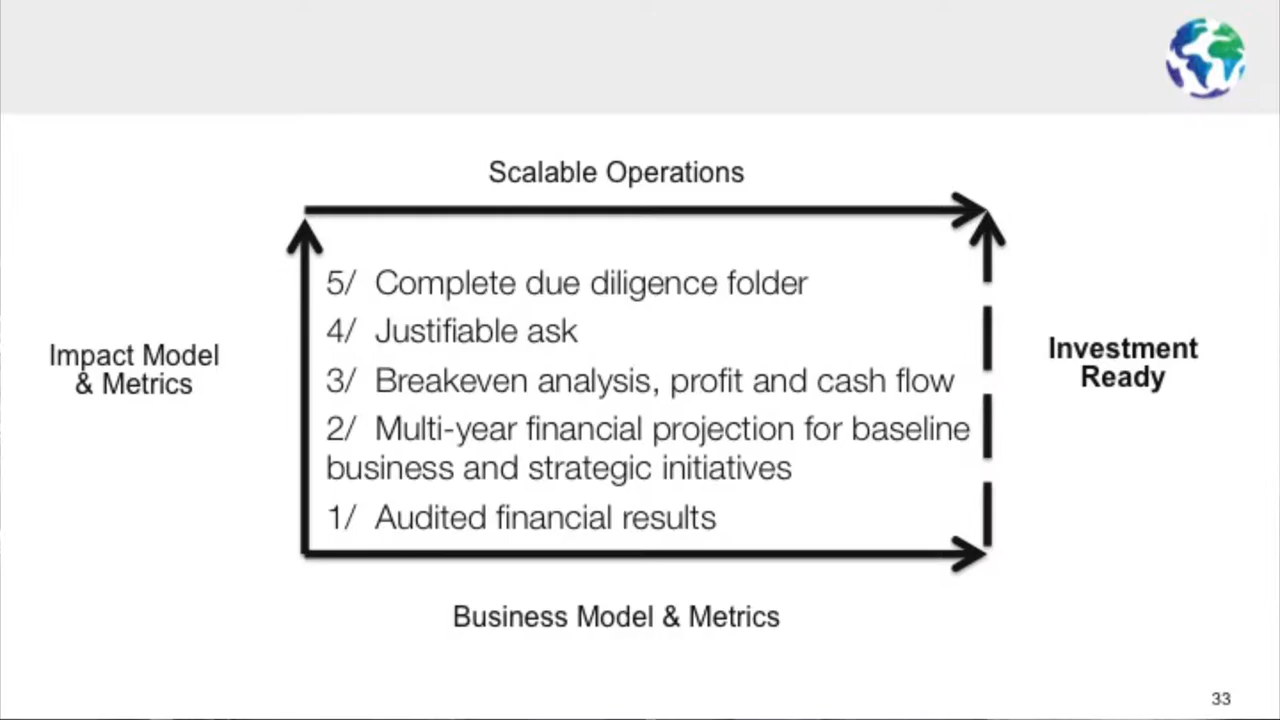 Scalable Operations
5/ Complete due diligence folder
4/ Justifiable ask
Impact Model
& Metrics
3/ Breakeven analysis, profit and cash flow
Investment
Ready
2/ Multi-year financial projection for baseline
business and strategic initiatives
1/ Audited financial results
Business Model & Metrics
33